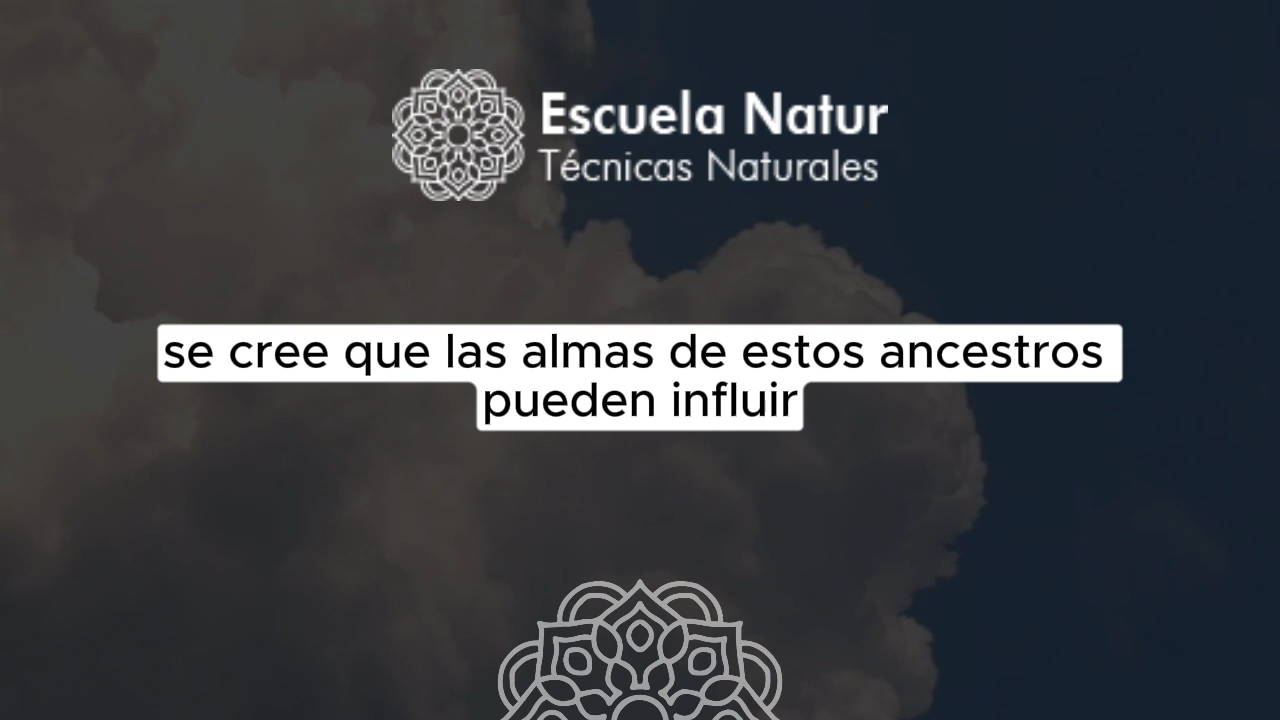 Escuela Natur
Técnicas Naturales
se cree que las almas de estos ancestros
pueden influir